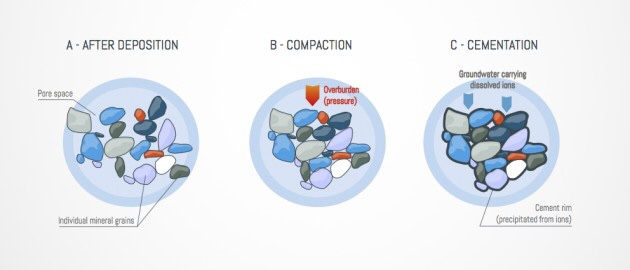 A - AFTER DEPOSITION
Pore space
Individual mineral grains
B - COMPACTION
Overburden
(pressure)
C - CEMENTATION
Groundwater carrying
dissolved ions
Cement rim
(precipitated from ions)